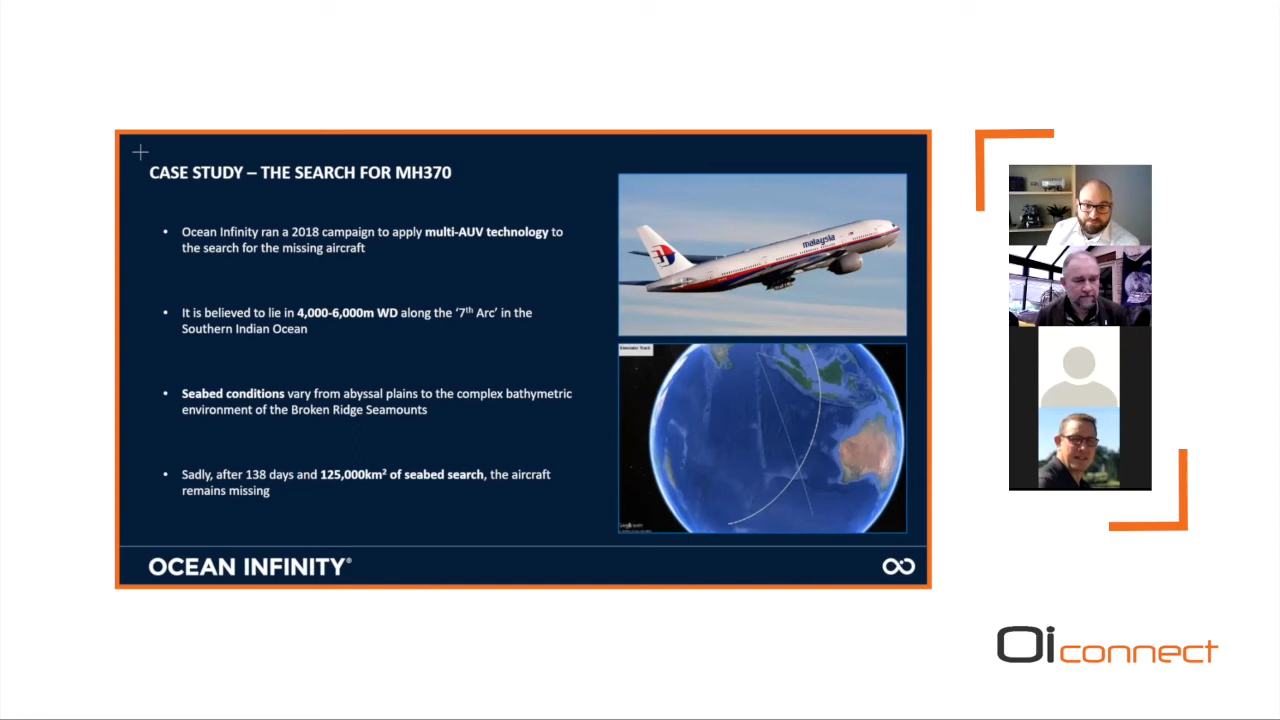 CASE STUDY – THE SEARCH FOR MH370
• Ocean Infinity ran a 2018 campaign to apply multi-AUV technology to
the search for the missing aircraft
• It is believed to lie in 4,000-6,000m WD along the ‘7th Arc’ in the
Southern Indian Ocean
• Seabed conditions vary from abyssal plains to the complex bathymetric
environment of the Broken Ridge Seamounts
• Sadly, after 138 days and 125,000km² of seabed search, the aircraft
remains missing
malaysia
OCEAN INFINITY®
Oi connect